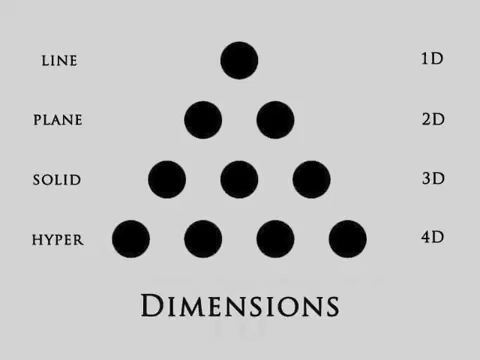 LINE 1D
PLANE 2D
SOLID 3D
HYPER 4D
DIMENSIONS